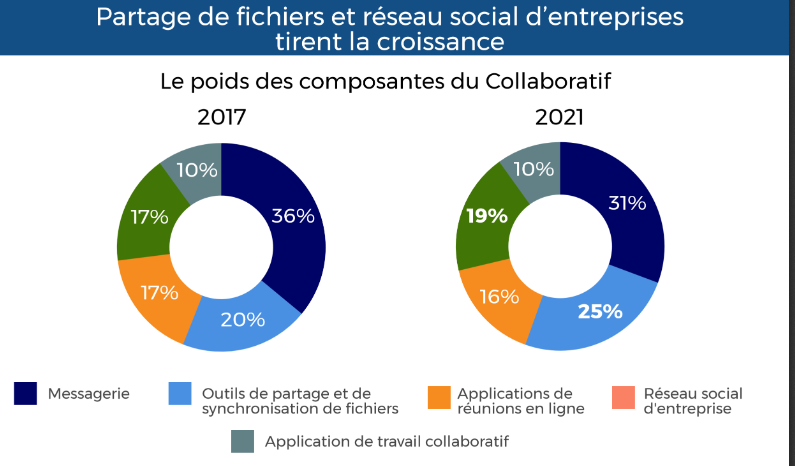 Partage de fichiers et réseau social d’entreprises
tirent la croissance
Le poids des composantes du Collaboratif
2017
2021
10%
36%
17%
17%
20%
10%
31%
19%
16%
25%
Messagerie
Outils de partage et de
synchronisation de fichiers
Applications de
réunions en ligne
Réseau social
d'entreprise
Application de travail collaboratif